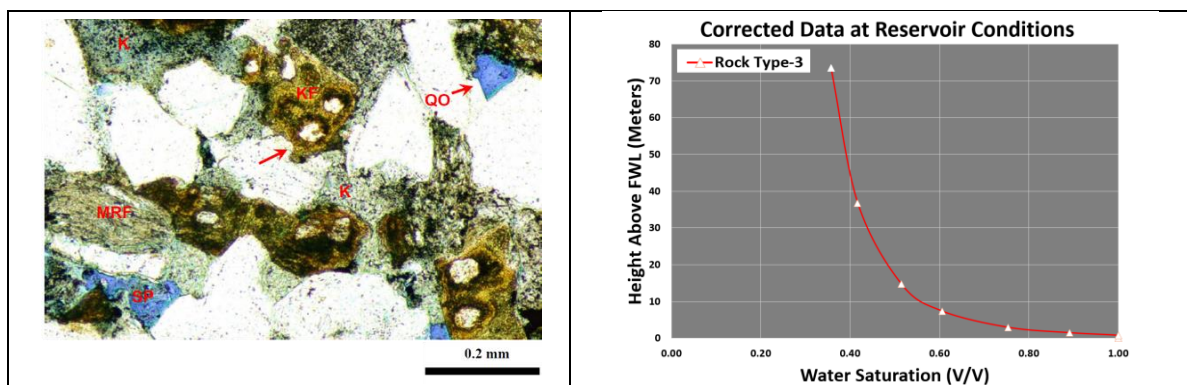 K
KF
QO
K
MRF
SP
0.2 mm
Corrected Data at Reservoir Conditions
Rock Type-3
Height Above FWL (Meters)
80
70
60
50
40
30
20
10
0
0.00 0.20 0.40 0.60 0.80 1.00
Water Saturation (V/V)